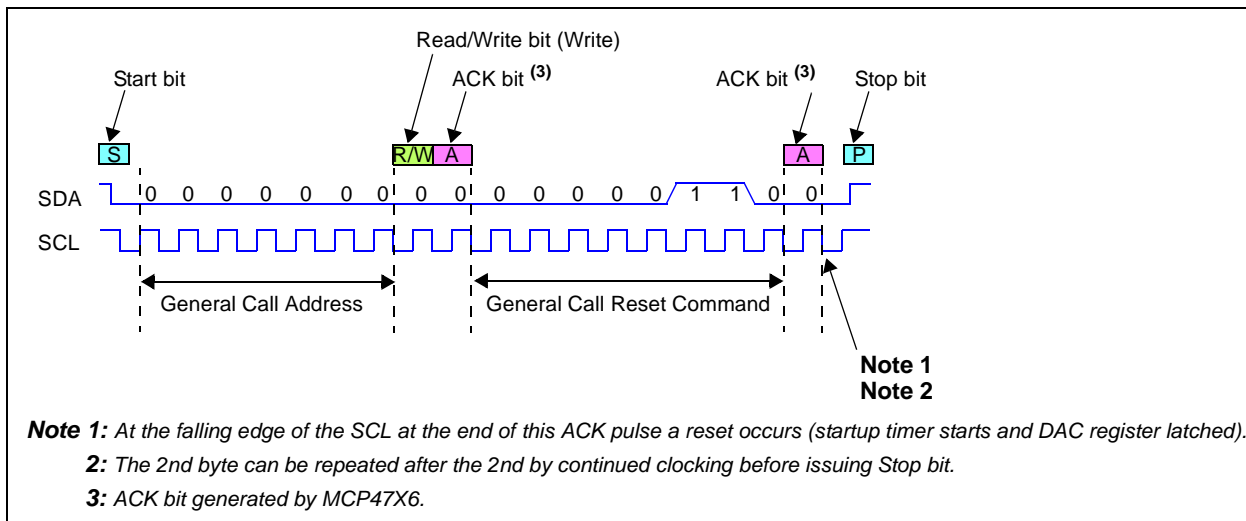 Read/Write bit (Write)
Start bit
ACK bit (3)
ACK bit (3)
Stop bit
S
R/W A
A
P
SDA
0 0 0 0 0 0 0 0 0 0 0 0 0 0 1 1 0 0
SCL
General Call Address
General Call Reset Command
Note 1
Note 2
Note 1: At the falling edge of the SCL at the end of this ACK pulse a reset occurs (startup timer starts and DAC register latched).
2: The 2nd byte can be repeated after the 2nd by continued clocking before issuing Stop bit.
3: ACK bit generated by MCP47X6.